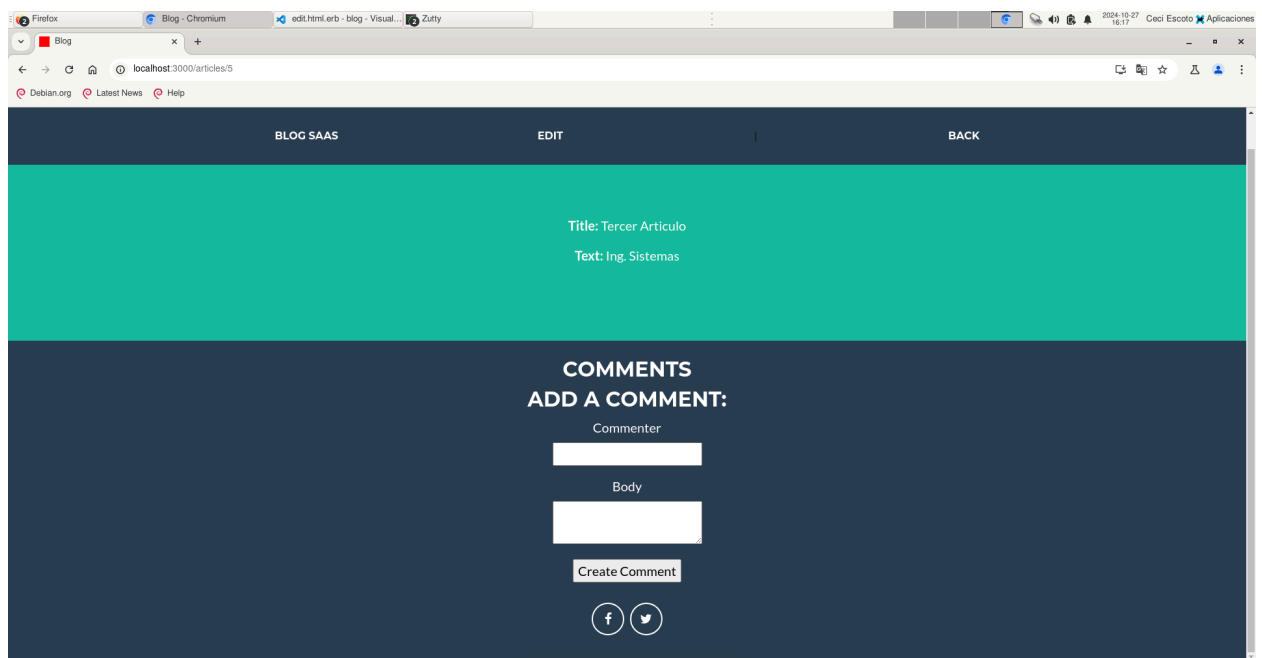 Firefox Blog - Chromium edit.html.erb - blog - Visual... Zutty 2024-10-27 16:17 Ceci Escoto Aplicaciones
Blog
localhost:3000/articles/5
Debian.org Latest News Help
BLOG SAAS EDIT | BACK
Title: Tercer Articulo
Text: Ing. Sistemas
COMMENTS
ADD A COMMENT:
Commenter
Body
Create Comment